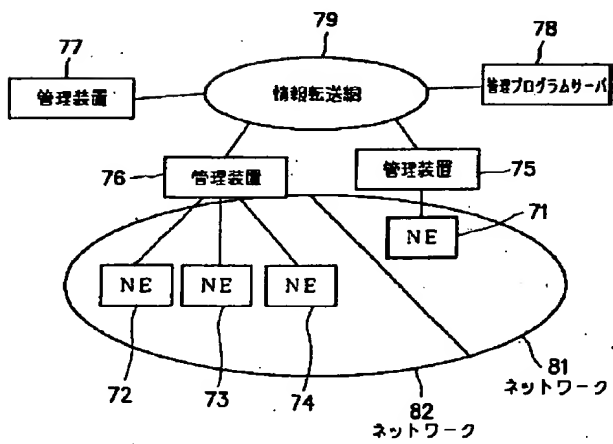 79
77
78
管理装置
情報転送網
管理プログラムサーバ
76
管理装置
管理装置
75
71
NE
NE
NE
NE
72
73
74
81
ネットワーク
82
ネットワーク